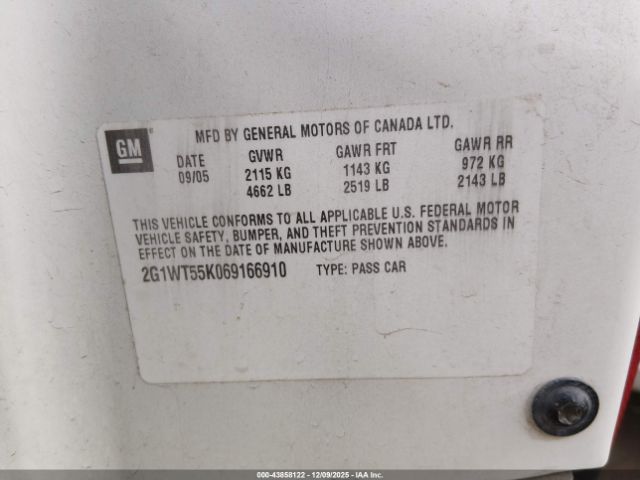 GM
MFD BY GENERAL MOTORS OF CANADA LTD.
DATE GVWR GAWR FRT GAWR RR
09/05 2115 KG 1143 KG 972 KG
4662 LB 2519 LB 2143 LB
THIS VEHICLE CONFORMS TO ALL APPLICABLE U.S. FEDERAL MOTOR
VEHICLE SAFETY, BUMPER, AND THEFT PREVENTION STANDARDS IN
EFFECT ON THE DATE OF MANUFACTURE SHOWN ABOVE.
2G1WT55K069166910 TYPE: PASS CAR
000-43858122 - 12/09/2025 - IAA Inc.